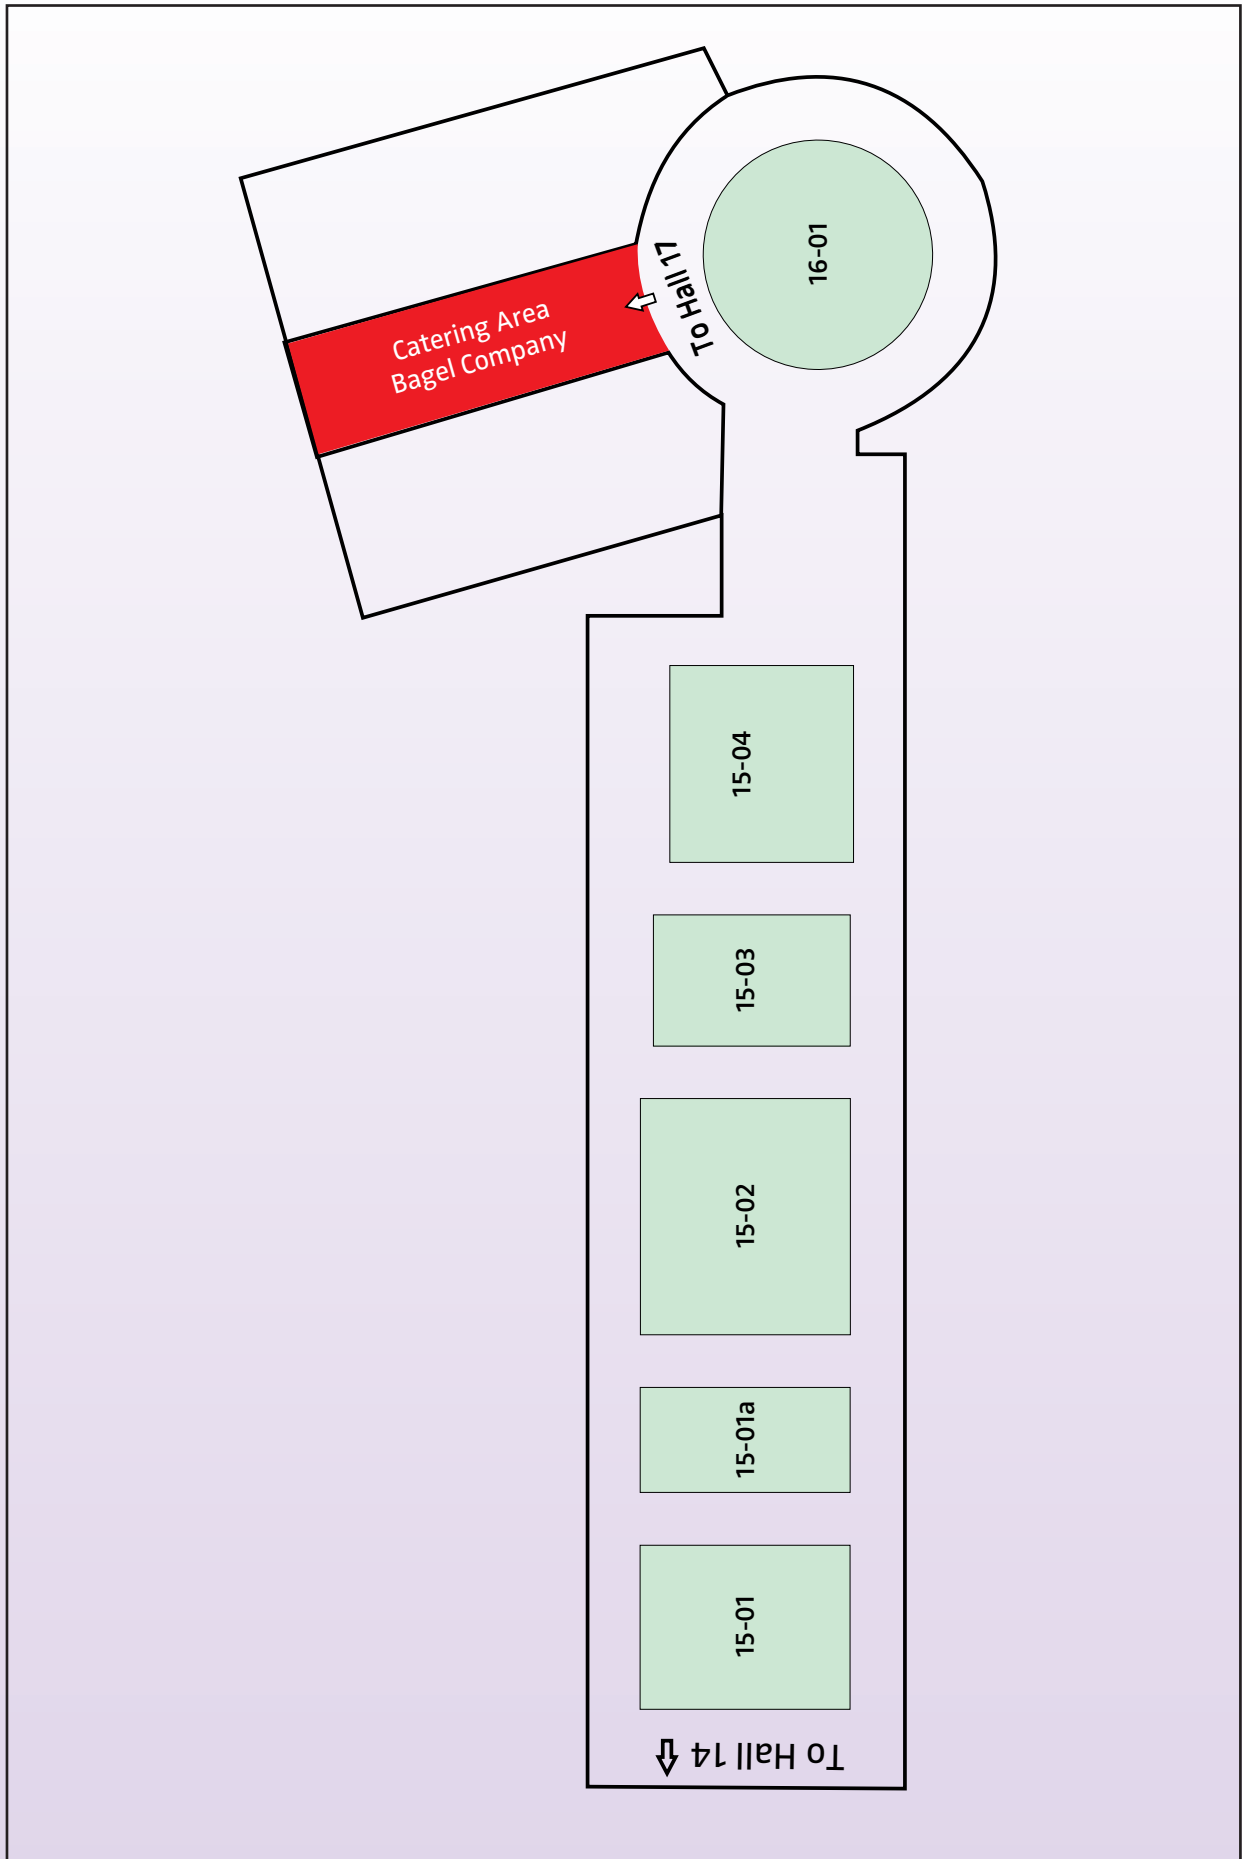 16-01
To Hall 17
Catering Area
Bagel Company
15-04
15-03
15-02
15-01a
15-01
To Hall 14